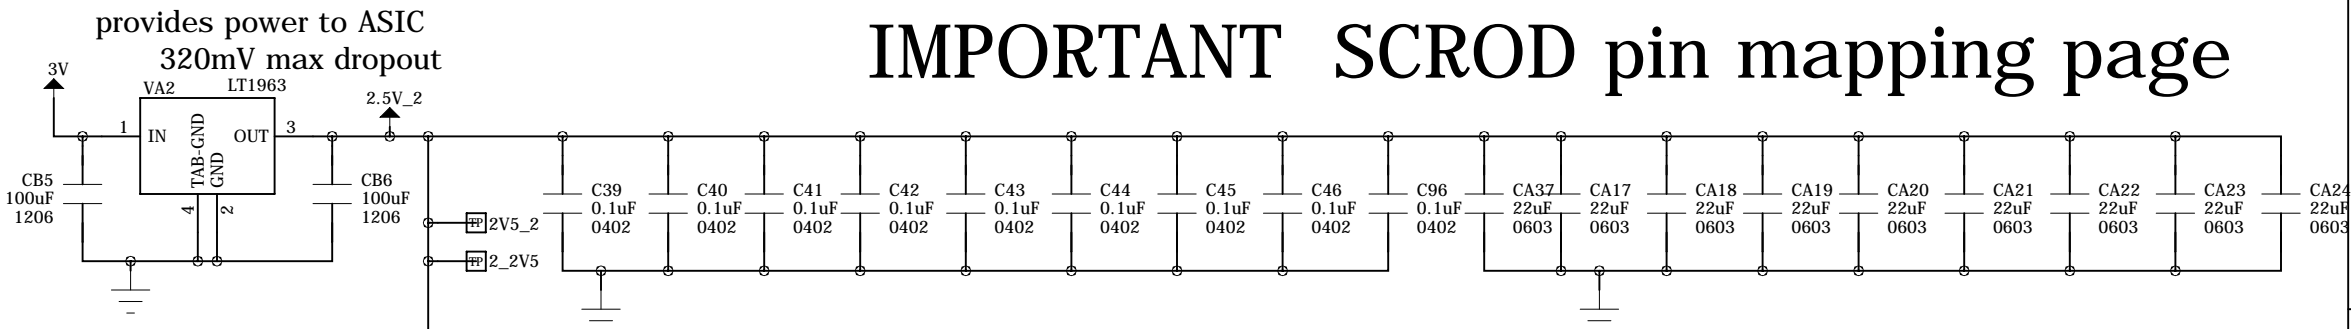 provides power to ASIC
320mV max dropout
IMPORTANT SCROD pin mapping page
3V
VA2
LT1963
2.5V_2
1
IN
OUT
3
TAB-GND
GND
4
2
CB5
100uF
1206
CB6
100uF
1206
TP
2V5_2
TP
2_2V5
C39
0.1uF
0402
C40
0.1uF
0402
C41
0.1uF
0402
C42
0.1uF
0402
C43
0.1uF
0402
C44
0.1uF
0402
C45
0.1uF
0402
C46
0.1uF
0402
C96
0.1uF
0402
CA37
22uF
0603
CA17
22uF
0603
CA18
22uF
0603
CA19
22uF
0603
CA20
22uF
0603
CA21
22uF
0603
CA22
22uF
0603
CA23
22uF
0603
CA24
22uF
0603